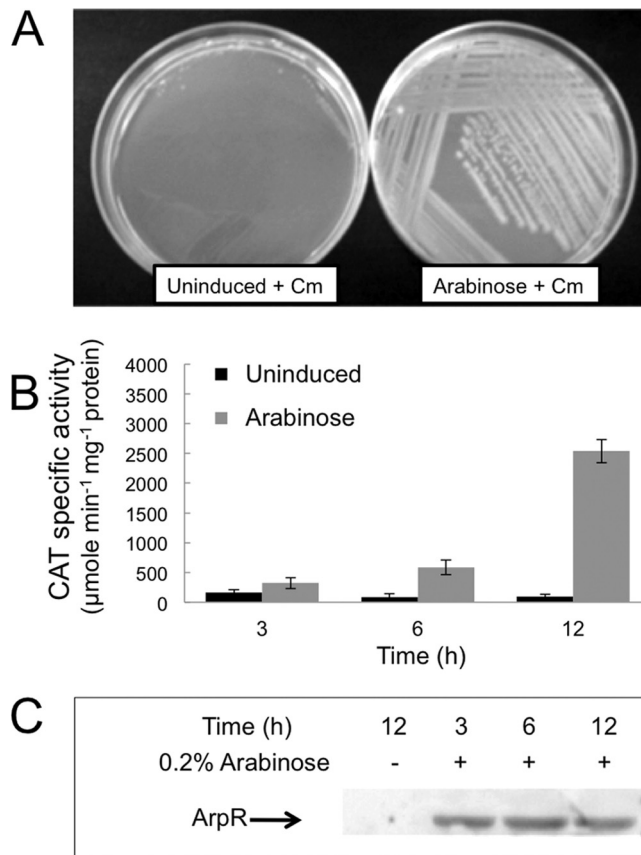 A
Uninduced + Cm
Arabinose + Cm
B
CAT specific activity
(µmole min⁻¹ mg⁻¹ protein)
4000
3500
3000
2500
2000
1500
1000
500
0
Uninduced
Arabinose
3 6 12
Time (h)
C
Time (h) 12 3 6 12
0.2% Arabinose - + + +
ArpR